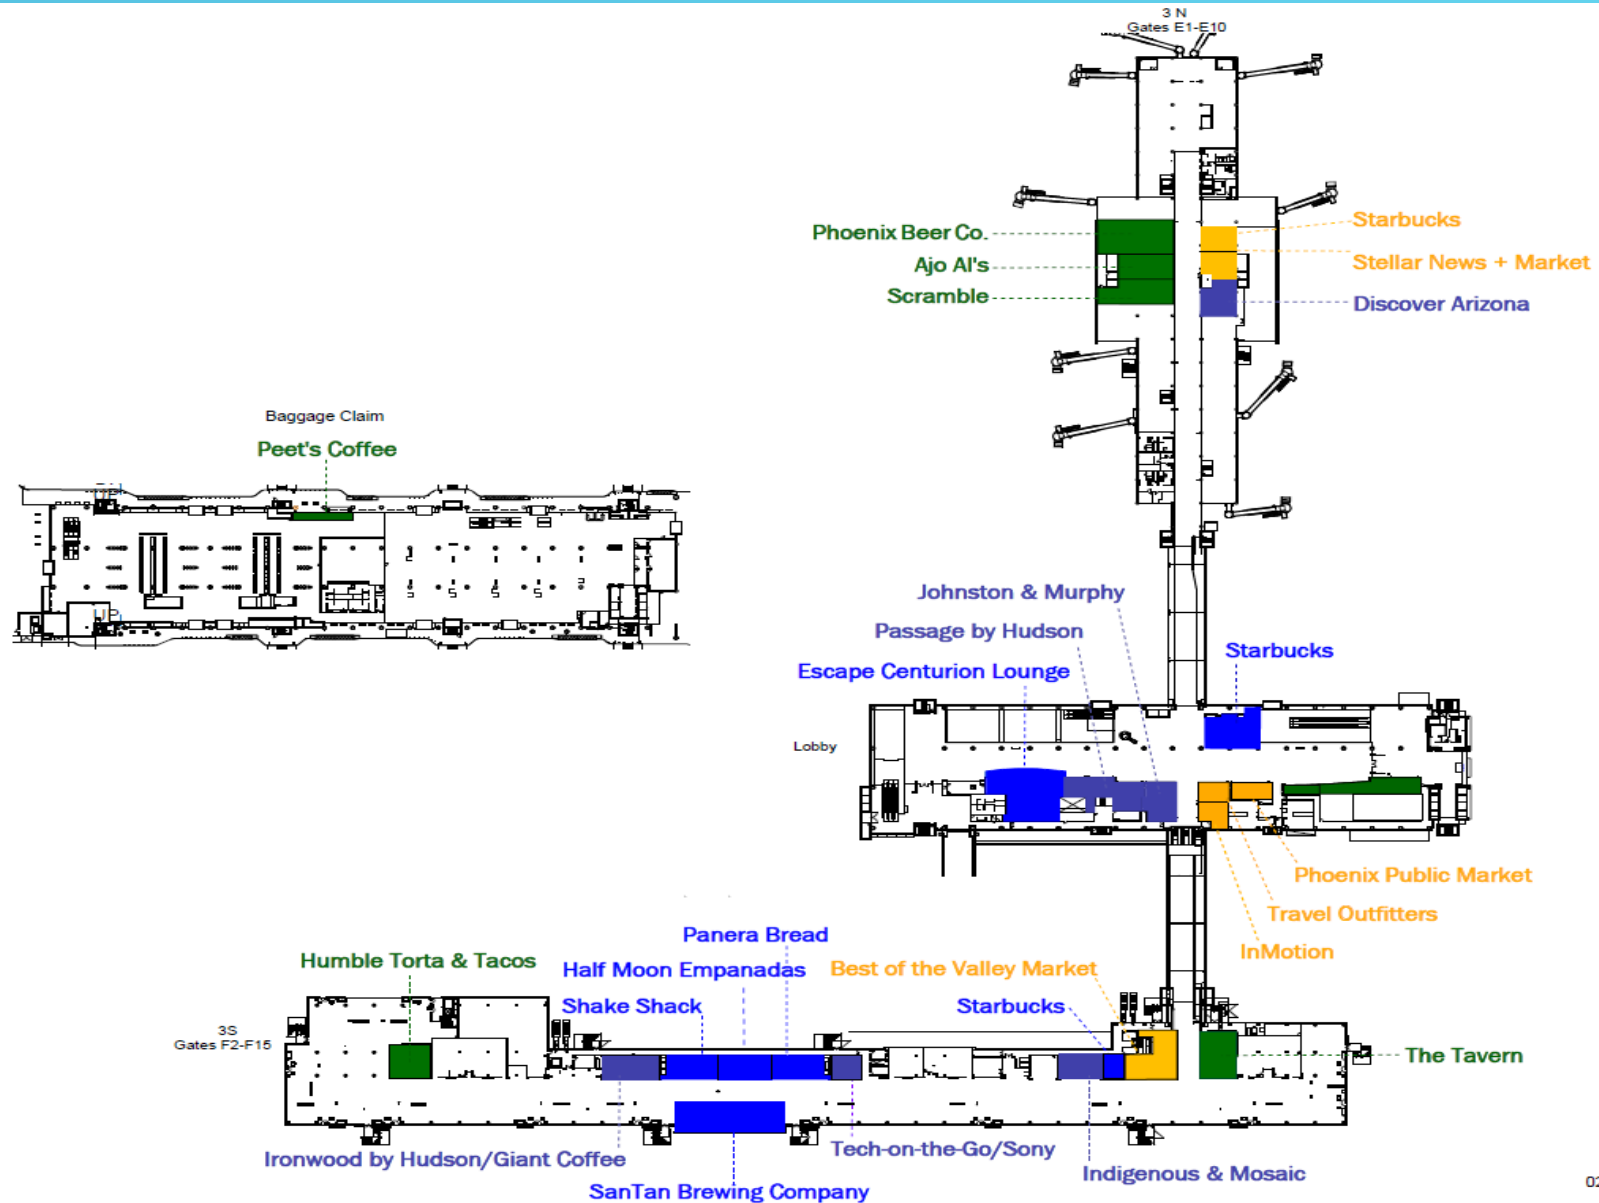 3 N
Gates E1-E10
Phoenix Beer Co.
Starbucks
Ajo Al's
Stellar News + Market
Scramble
Discover Arizona
Baggage Claim
Peet's Coffee
UP
Johnston & Murphy
Passage by Hudson
Escape Centurion Lounge
Starbucks
Lobby
Phoenix Public Market
Travel Outfitters
InMotion
Panera Bread
Humble Torta & Tacos
Half Moon Empanadas
Best of the Valley Market
Shake Shack
Starbucks
3S
Gates F2-F15
The Tavern
Ironwood by Hudson/Giant Coffee
Tech-on-the-Go/Sony
Indigenous & Mosaic
SanTan Brewing Company
02